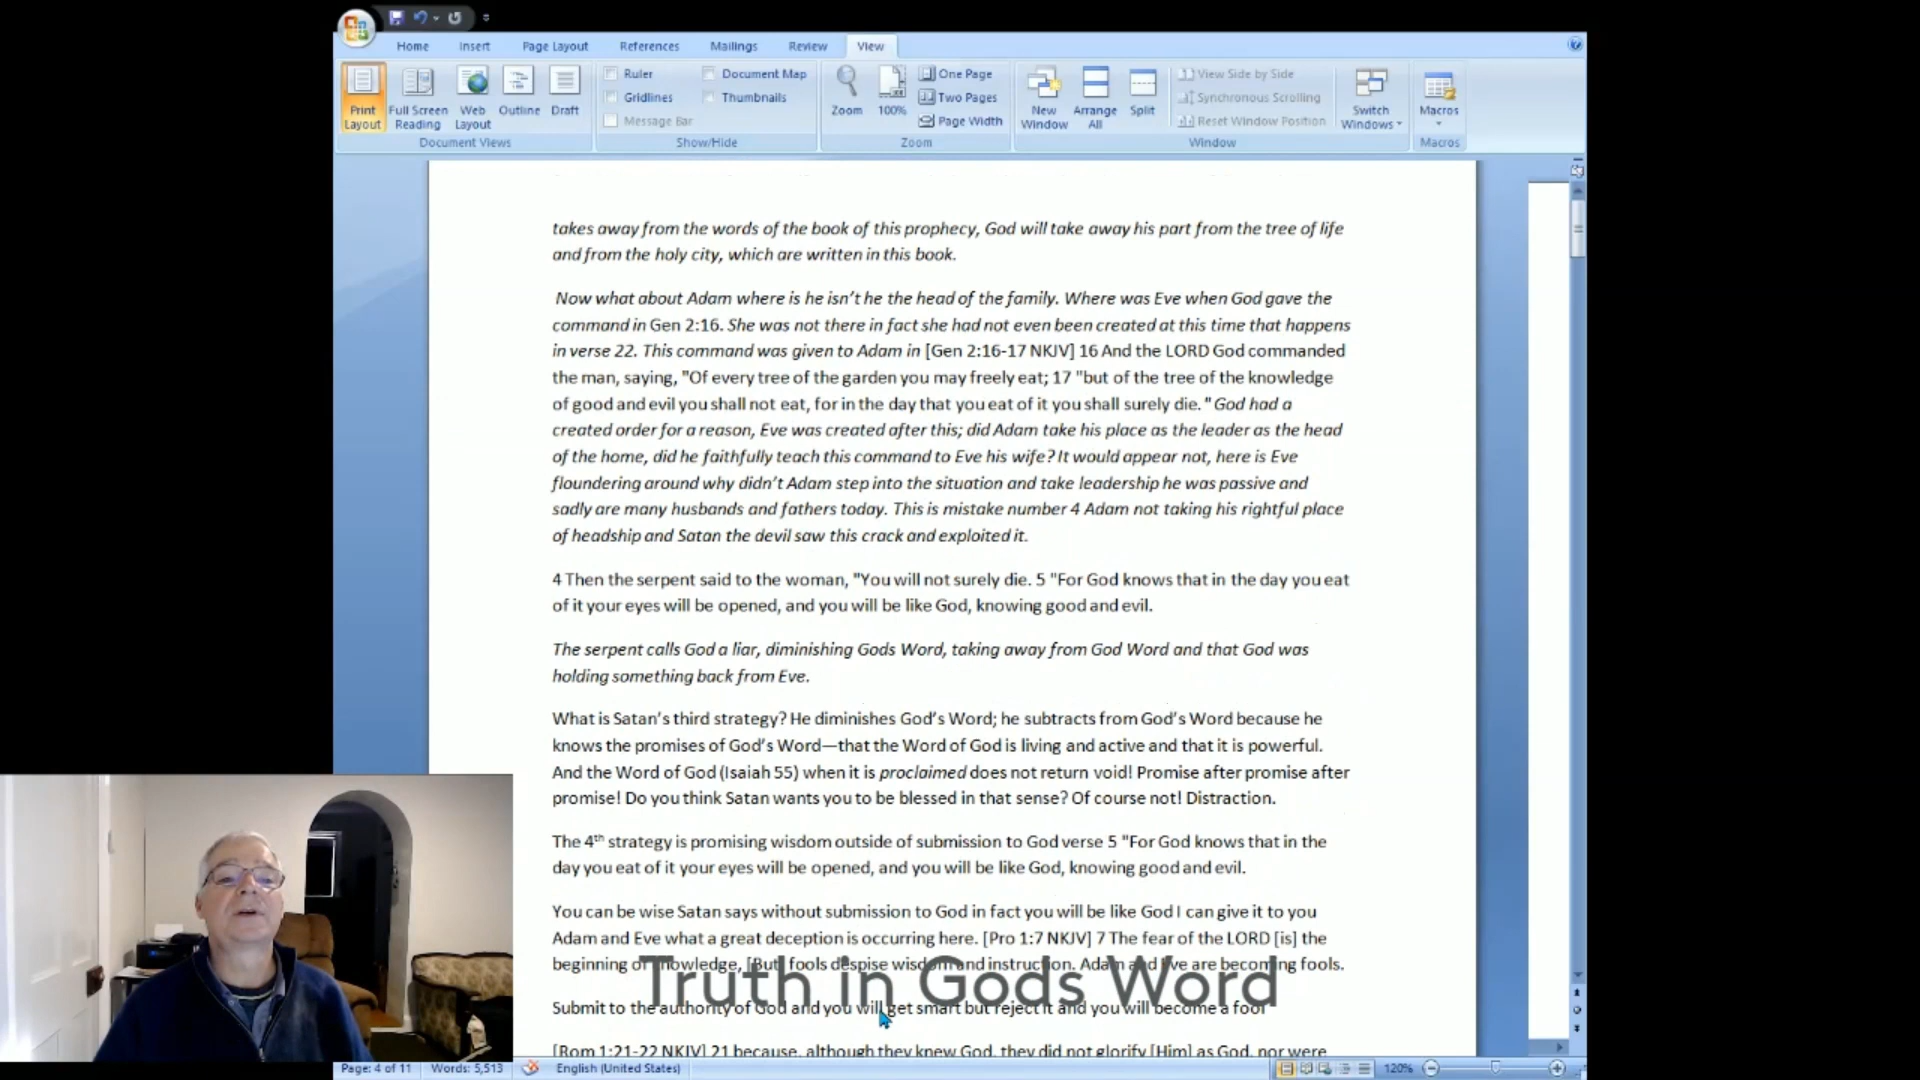 Home Insert Page Layout References Mailings Review View
Print Layout
Full Screen Reading
Web Layout
Outline
Draft
Document Views
Ruler
Gridlines
Message Bar
Document Map
Thumbnails
Show/Hide
Zoom
100%
One Page
Two Pages
Page Width
Zoom
New Window
Arrange All
Split
View Side by Side
Synchronous Scrolling
Reset Window Position
Switch Windows
Window
Macros
Macros
takes away from the words of the book of this prophecy, God will take away his part from the tree of life
and from the holy city, which are written in this book.
Now what about Adam where is he isn't he the head of the family. Where was Eve when God gave the
command in Gen 2:16. She was not there in fact she had not even been created at this time that happens
in verse 22. This command was given to Adam in [Gen 2:16-17 NKJV] 16 And the LORD God commanded
the man, saying, "Of every tree of the garden you may freely eat; 17 "but of the tree of the knowledge
of good and evil you shall not eat, for in the day that you eat of it you shall surely die." God had a
created order for a reason, Eve was created after this; did Adam take his place as the leader as the head
of the home, did he faithfully teach this command to Eve his wife? It would appear not, here is Eve
floundering around why didn't Adam step into the situation and take leadership he was passive and
sadly are many husbands and fathers today. This is mistake number 4 Adam not taking his rightful place
of headship and Satan the devil saw this crack and exploited it.
4 Then the serpent said to the woman, "You will not surely die. 5 "For God knows that in the day you eat
of it your eyes will be opened, and you will be like God, knowing good and evil.
The serpent calls God a liar, diminishing Gods Word, taking away from God Word and that God was
holding something back from Eve.
What is Satan's third strategy? He diminishes God's Word; he subtracts from God's Word because he
knows the promises of God's Word—that the Word of God is living and active and that it is powerful.
And the Word of God (Isaiah 55) when it is proclaimed does not return void! Promise after promise after
promise! Do you think Satan wants you to be blessed in that sense? Of course not! Distraction.
The 4th strategy is promising wisdom outside of submission to God verse 5 "For God knows that in the
day you eat of it your eyes will be opened, and you will be like God, knowing good and evil.
You can be wise Satan says without submission to God in fact you will be like God I can give it to you
Adam and Eve what a great deception is occurring here. [Pro 1:7 NKJV] 7 The fear of the LORD [is] the
beginning of knowledge, [But] fools despise wisdom and instruction. Adam and Eve are becoming fools.
Truth in Gods Word
Submit to the authority of God and you will get smart but reject it and you will become a fool
[Rom 1:21-22 NKJV] 21 because, although they knew God, they did not glorify [Him] as God, nor were
Page: 4 of 11 Words: 5,513 English (United States) 120%